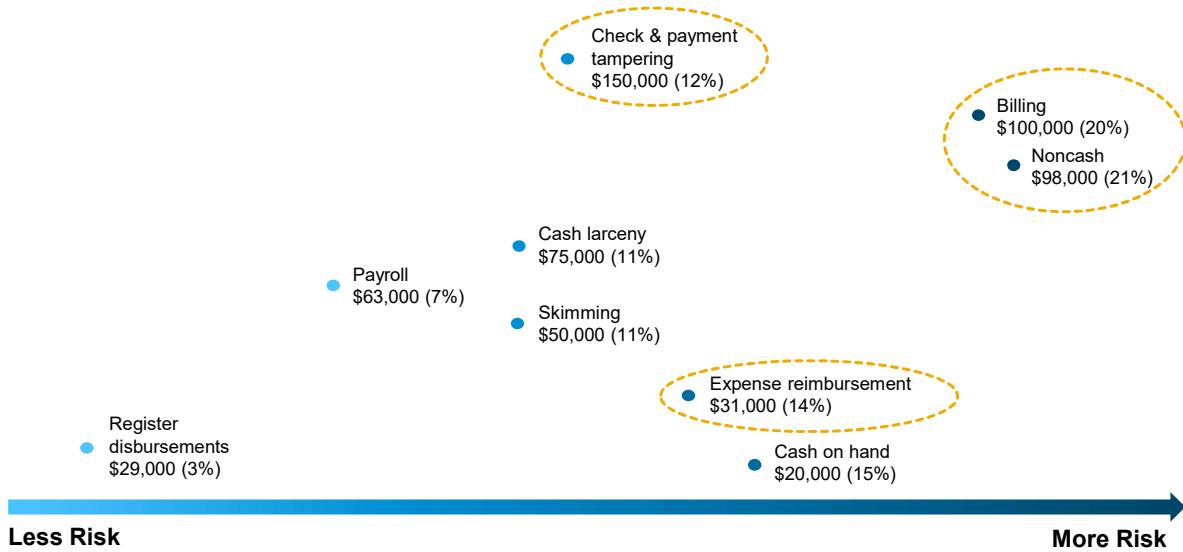 Check & payment
tampering
$150,000 (12%)
Billing
$100,000 (20%)
Noncash
$98,000 (21%)
Cash larceny
$75,000 (11%)
Payroll
$63,000 (7%)
Skimming
$50,000 (11%)
Expense reimbursement
$31,000 (14%)
Register
disbursements
$29,000 (3%)
Cash on hand
$20,000 (15%)
Less Risk
More Risk